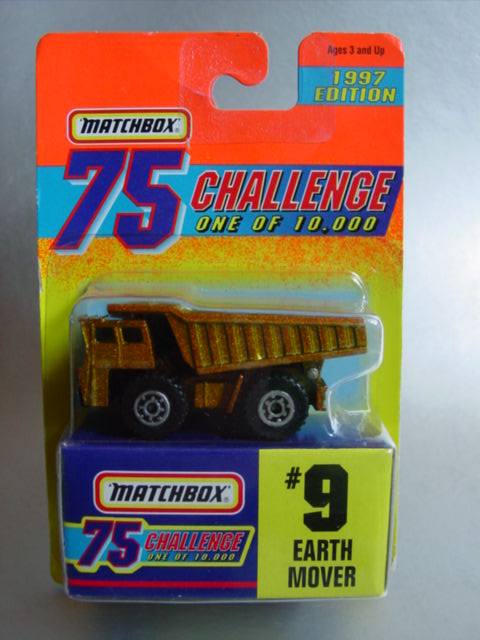 Ages 3 and Up
1997
EDITION
MATCHBOX®
75 CHALLENGE
ONE OF 10,000
MATCHBOX®
75 CHALLENGE
ONE OF 10,000
#9
EARTH
MOVER